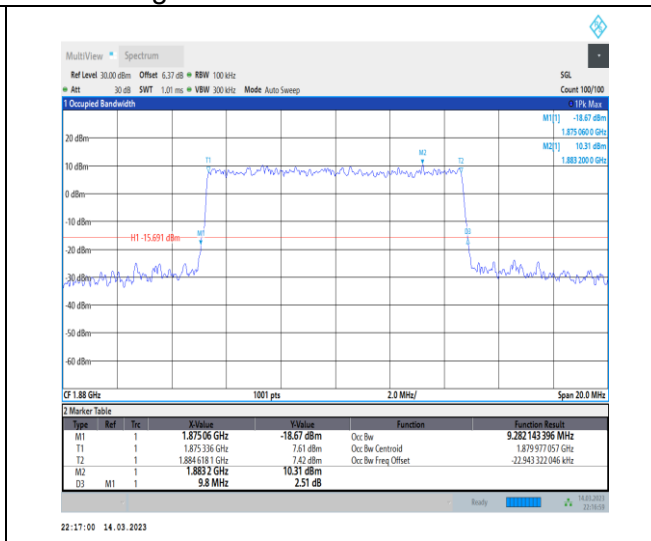 MultiView Spectrum
Ref Level 30.00 dBm Offset 6.37 dB RBW 100 kHz SGL
Att 30 dB SWT 1.01 ms VBW 300 kHz Mode Auto Sweep Count 100/100
1 Occupied Bandwidth 1Pk Max
M1[1] -18.67 dBm
1.875 060 0 GHz
M2[1] 10.31 dBm
1.883 200 0 GHz
20 dBm
10 dBm
0 dBm
-10 dBm
-20 dBm
-30 dBm
-40 dBm
-50 dBm
-60 dBm
T1
M2
T2
M1
D3
H1 -15.691 dBm
CF 1.88 GHz 1001 pts 2.0 MHz/ Span 20.0 MHz
2 Marker Table
Type Ref Trc X-Value Y-Value Function Function Result
M1 1 1.875 06 GHz -18.67 dBm Occ Bw 9.282 143 396 MHz
T1 1 1.875 336 GHz 7.61 dBm Occ Bw Centroid 1.879 977 057 GHz
T2 1 1.884 618 1 GHz 7.42 dBm Occ Bw Freq Offset -22.943 322 046 kHz
M2 1 1.883 2 GHz 10.31 dBm
D3 M1 1 9.8 MHz 2.51 dB
Ready 14.03.2023
22:16:59
22:17:00 14.03.2023